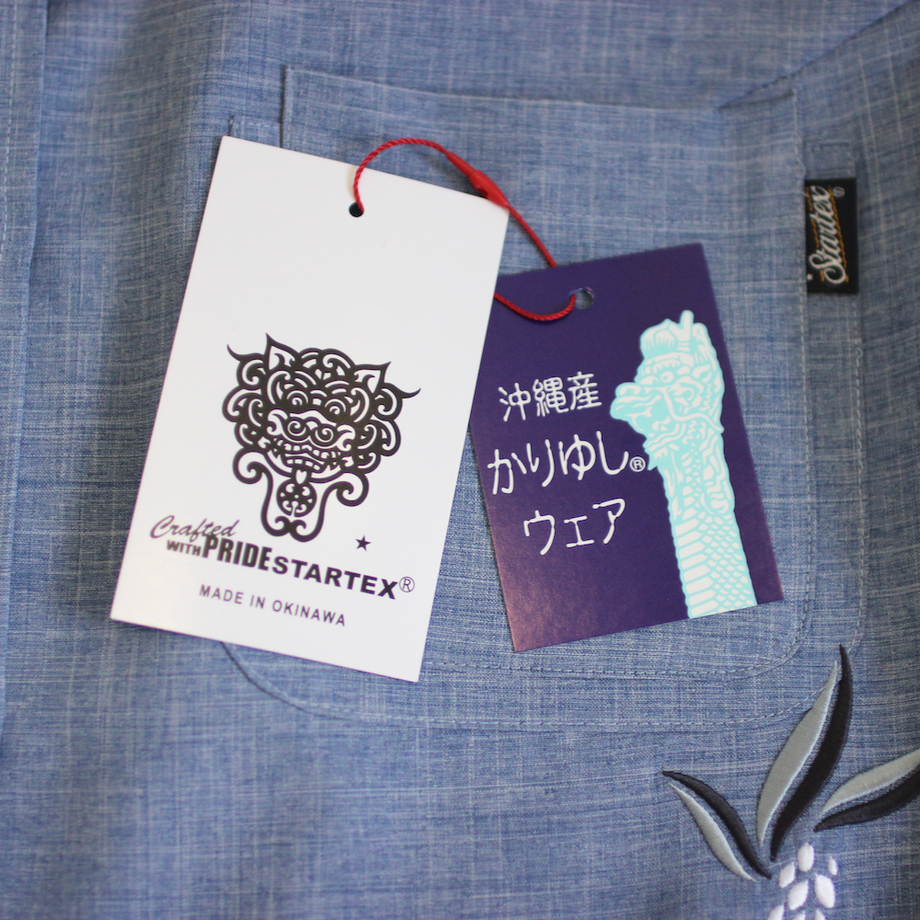 Crafted
WITH PRIDE STARTEX®
MADE IN OKINAWA
沖縄産
かりゆし®
ウェア
Startex®